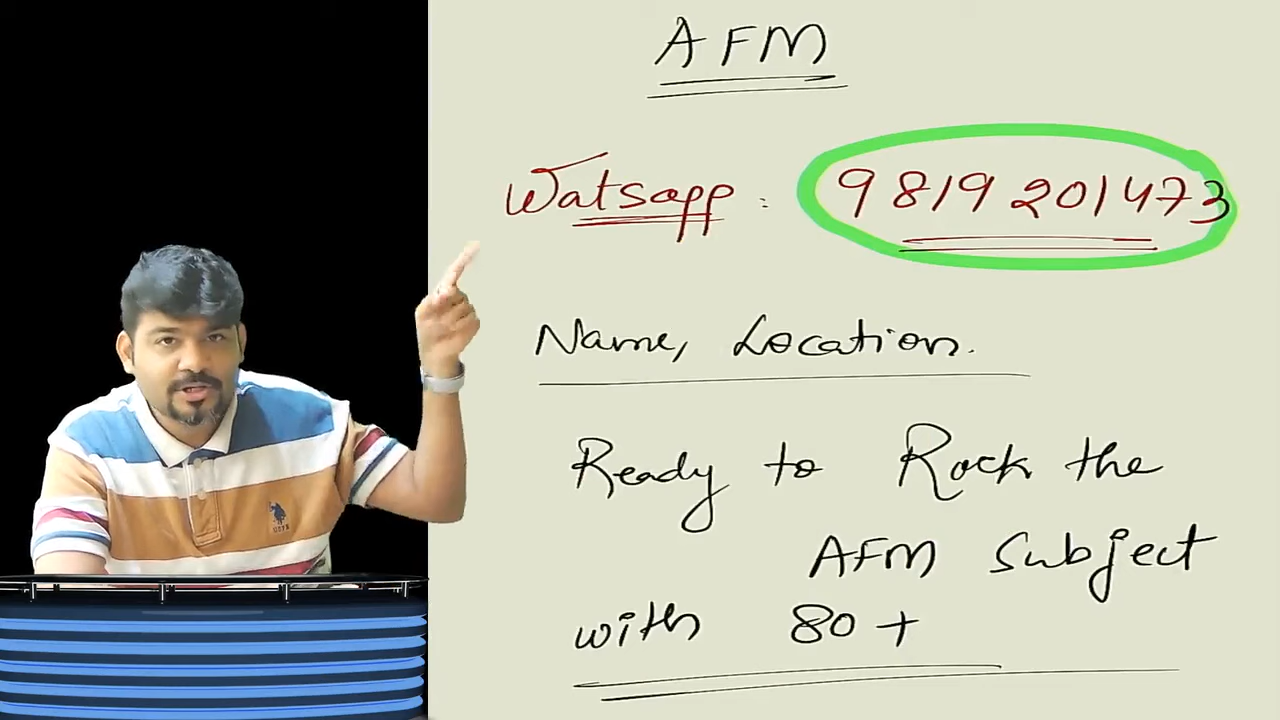 AFM
Watsapp : 9819201473
Name, Location.
Ready to Rock the
AFM Subject
with 80+